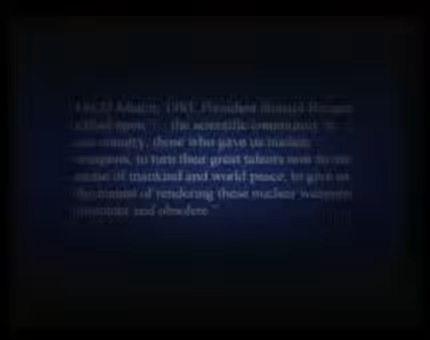 March, 1983, President Ronald Reagan
called upon "... the scientific community in
our country, those who gave us nuclear
weapons, to turn their great talents now to the
cause of mankind and world peace, to give us
the means of rendering these nuclear weapons
impotent and obsolete."